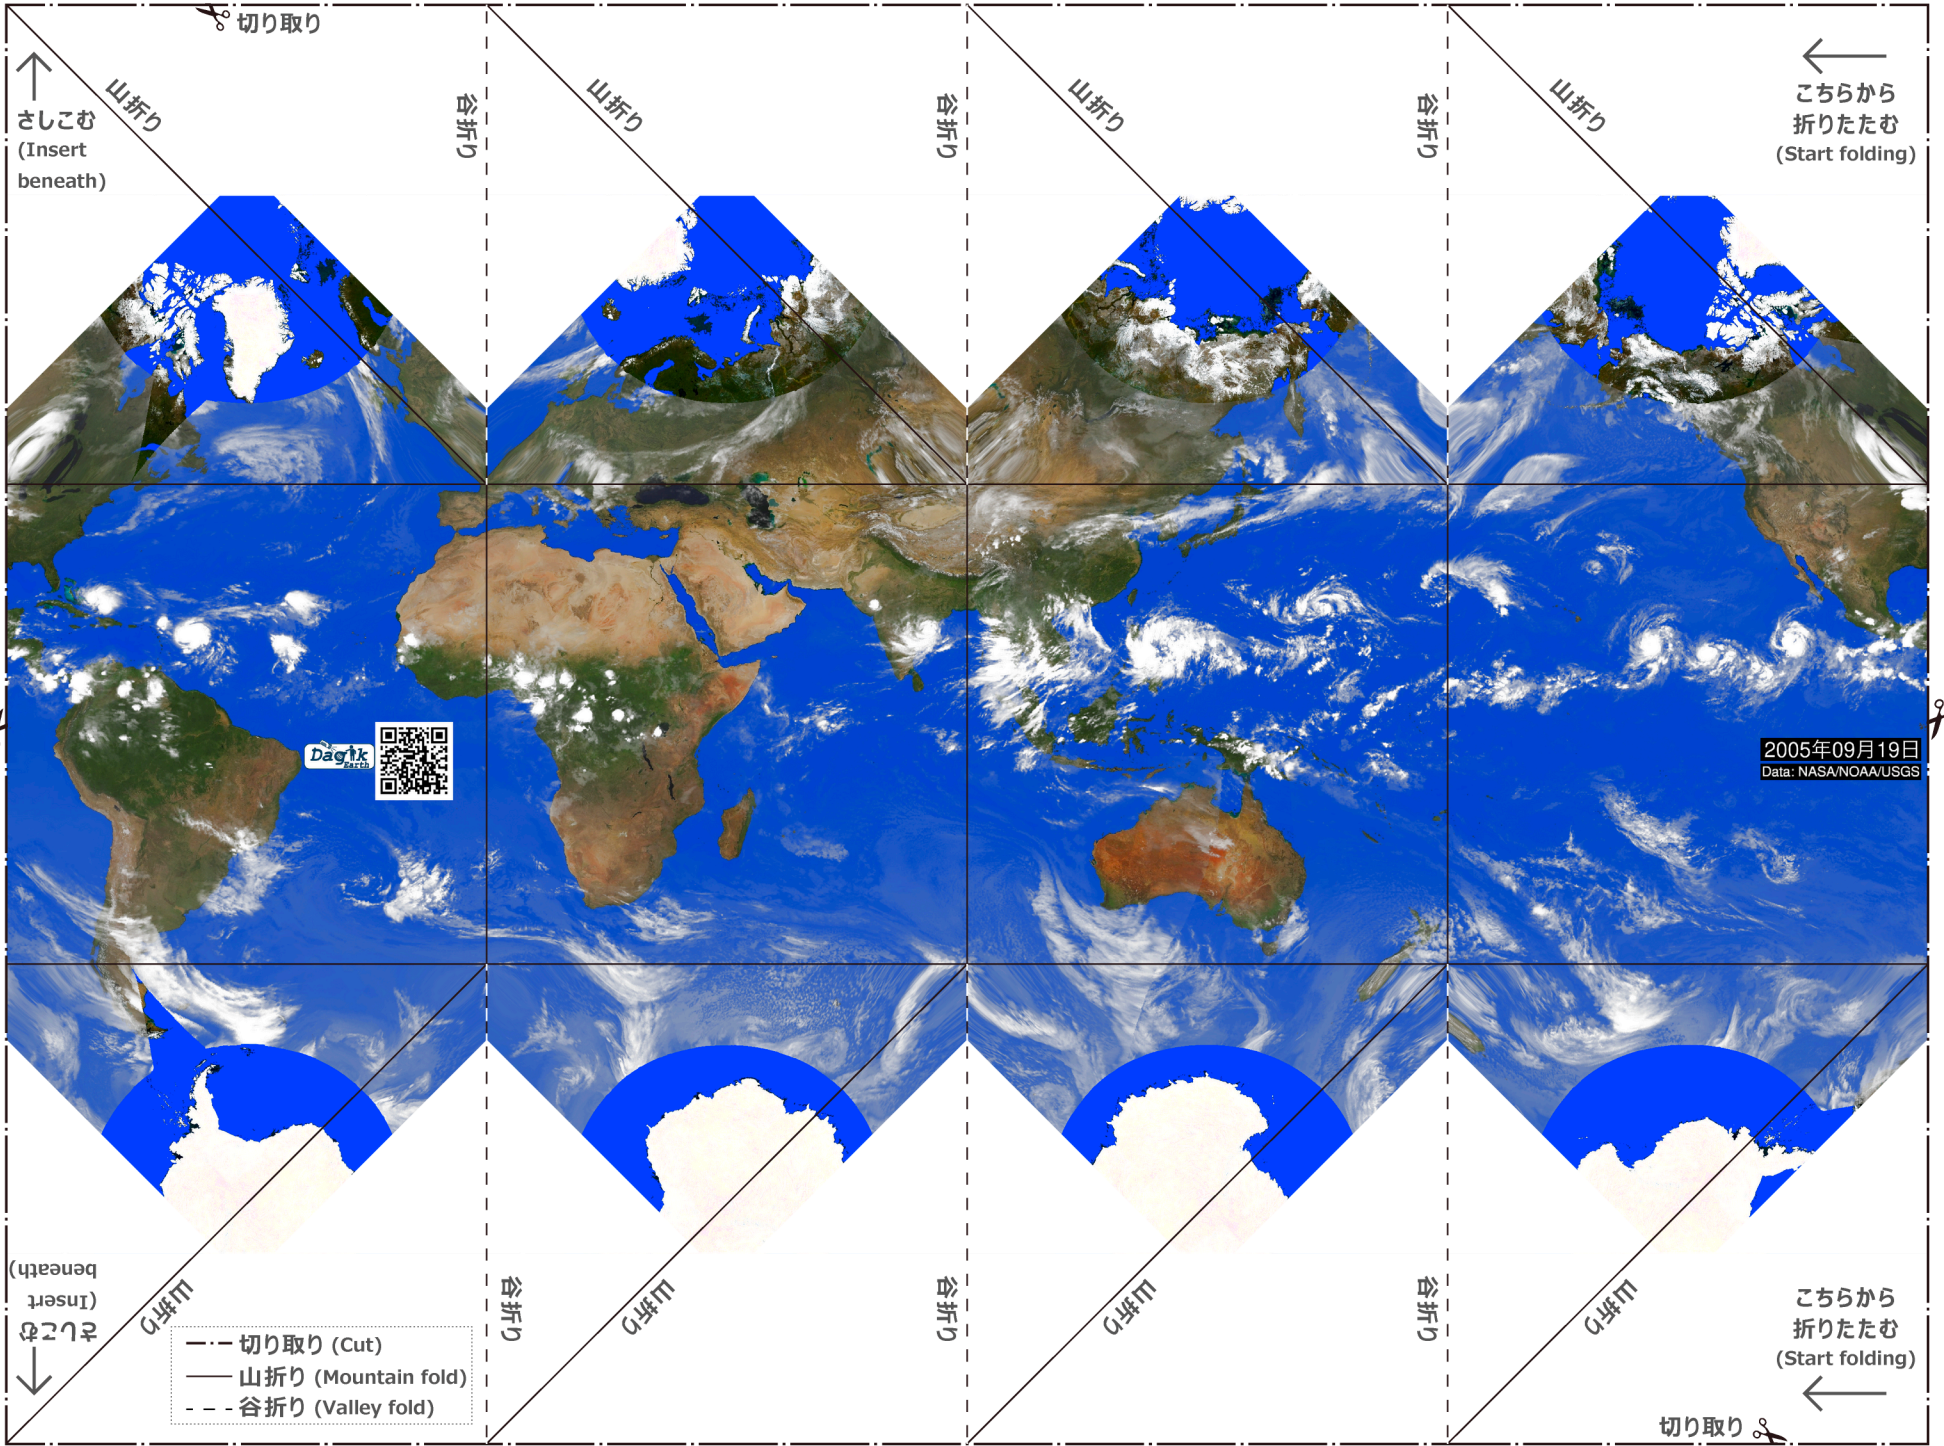 切り取り
山折り
谷折り
山折り
谷折り
山折り
谷折り
山折り
さしこむ
(Insert
beneath)
こちらから
折りたたむ
(Start folding)
Dagik
Earth
2005年09月19日
Data: NASA/NOAA/USGS
さしこむ
(Insert
beneath)
山折り
谷折り
山折り
谷折り
山折り
谷折り
山折り
切り取り (Cut)
山折り (Mountain fold)
谷折り (Valley fold)
こちらから
折りたたむ
(Start folding)
切り取り